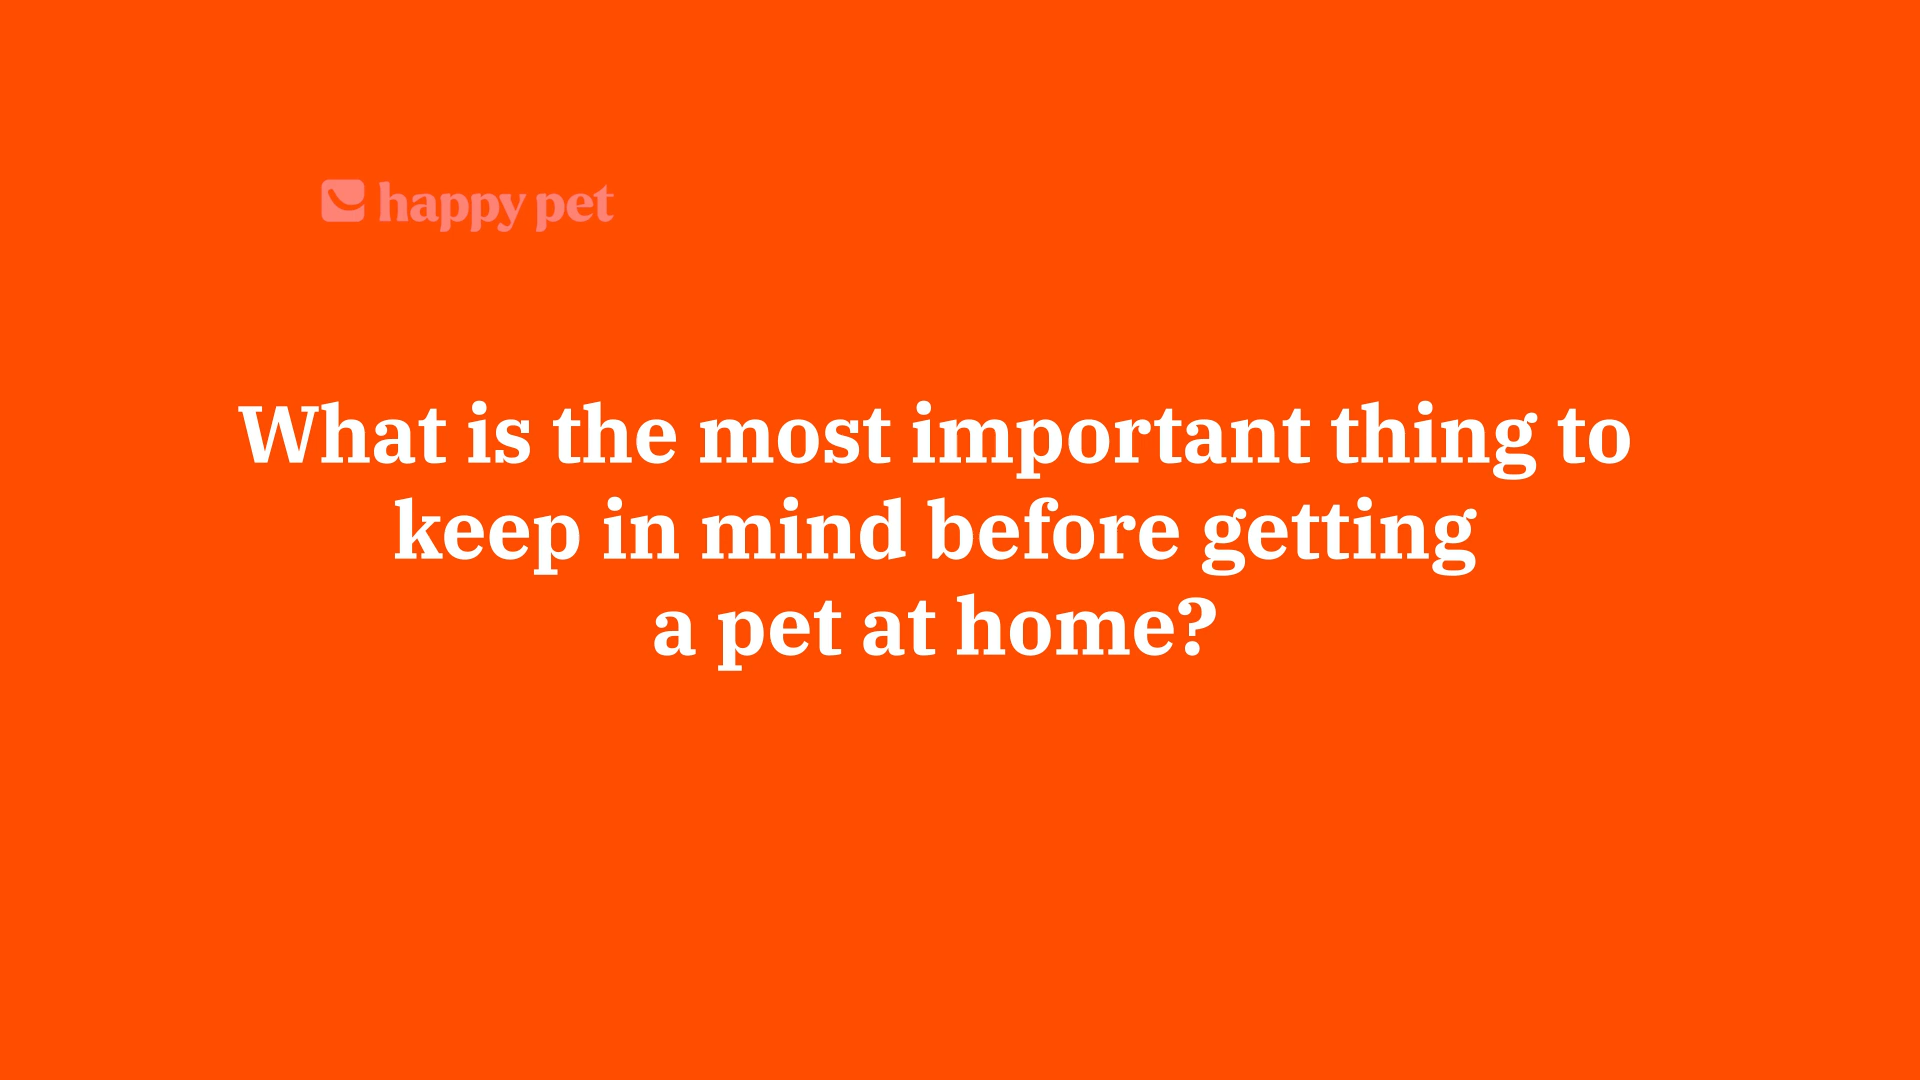 happy pet
What is the most important thing to
keep in mind before getting
a pet at home?